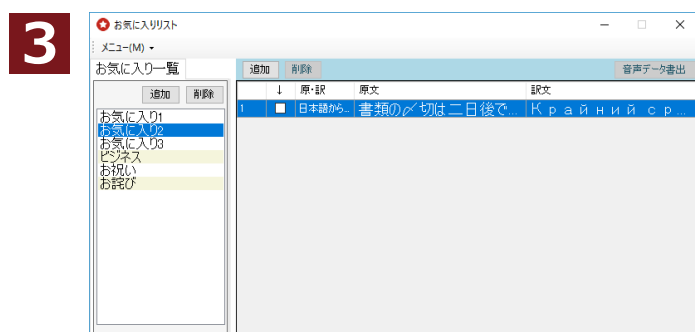 3
お気に入りリスト
メニュー(M)
お気に入り一覧
追加 削除 音声データ書出
追加 削除
↓ 原・訳 原文 訳文
1 日本語から... 書類の〆切は二日後で... Крайний ср...
お気に入り1
お気に入り2
お気に入り3
ビジネス
お祝い
お詫び